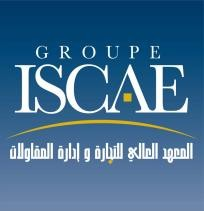 GROUPE
ISCAE
المعهد العالي للتجارة و إدارة المقاولات